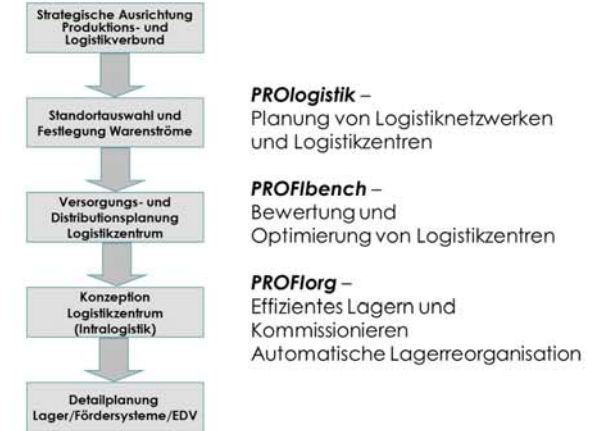 Strategische Ausrichtung
Produktions- und
Logistikverbund
Standortauswahl und
Festlegung Warenströme
Versorgungs- und
Distributionsplanung
Logistikzentrum
Konzeption
Logistikzentrum
(Intralogistik)
Detailplanung
Lager/Fördersysteme/EDV
PROlogistik –
Planung von Logistiknetzwerken
und Logistikzentren
PROFIbench –
Bewertung und
Optimierung von Logistikzentren
PROFIorg –
Effizientes Lagern und
Kommissionieren
Automatische Lagerreorganisation